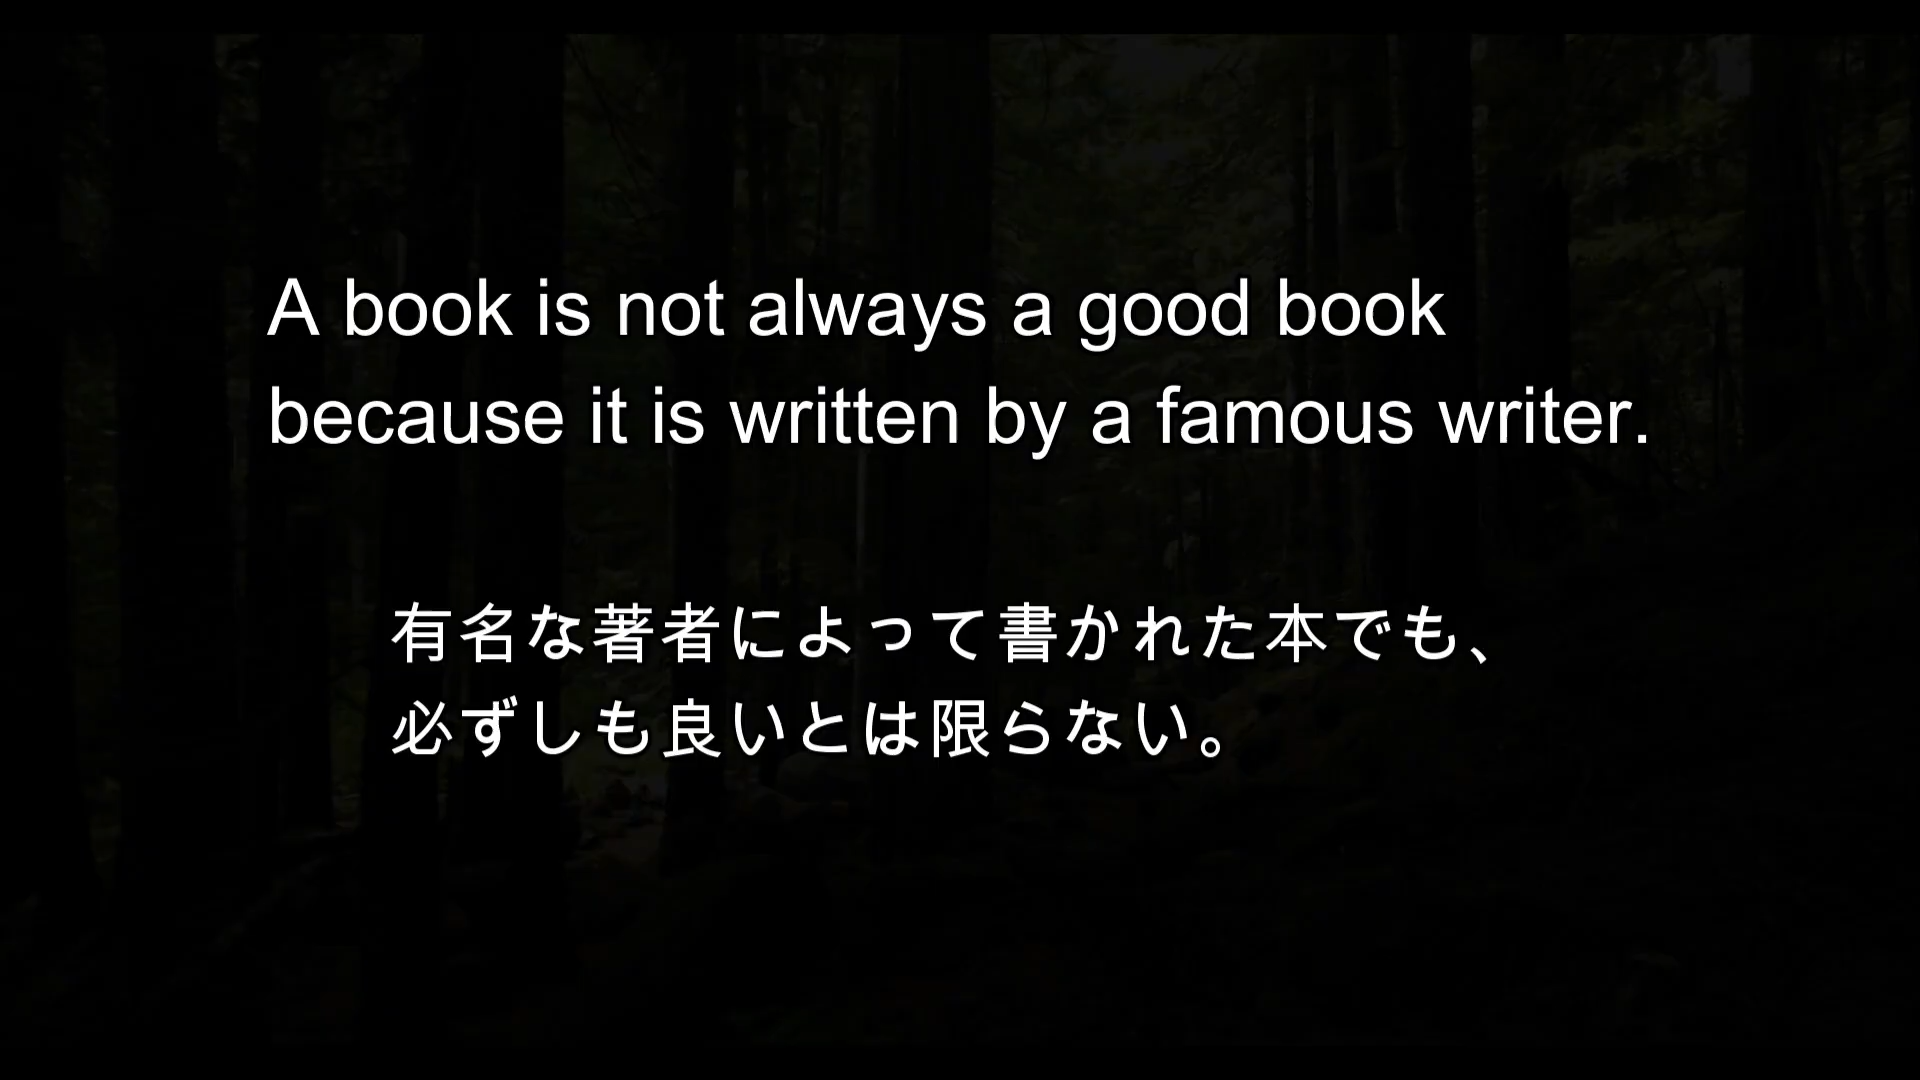 A book is not always a good book
because it is written by a famous writer.
有名な著者によって書かれた本でも、
必ずしも良いとは限らない。